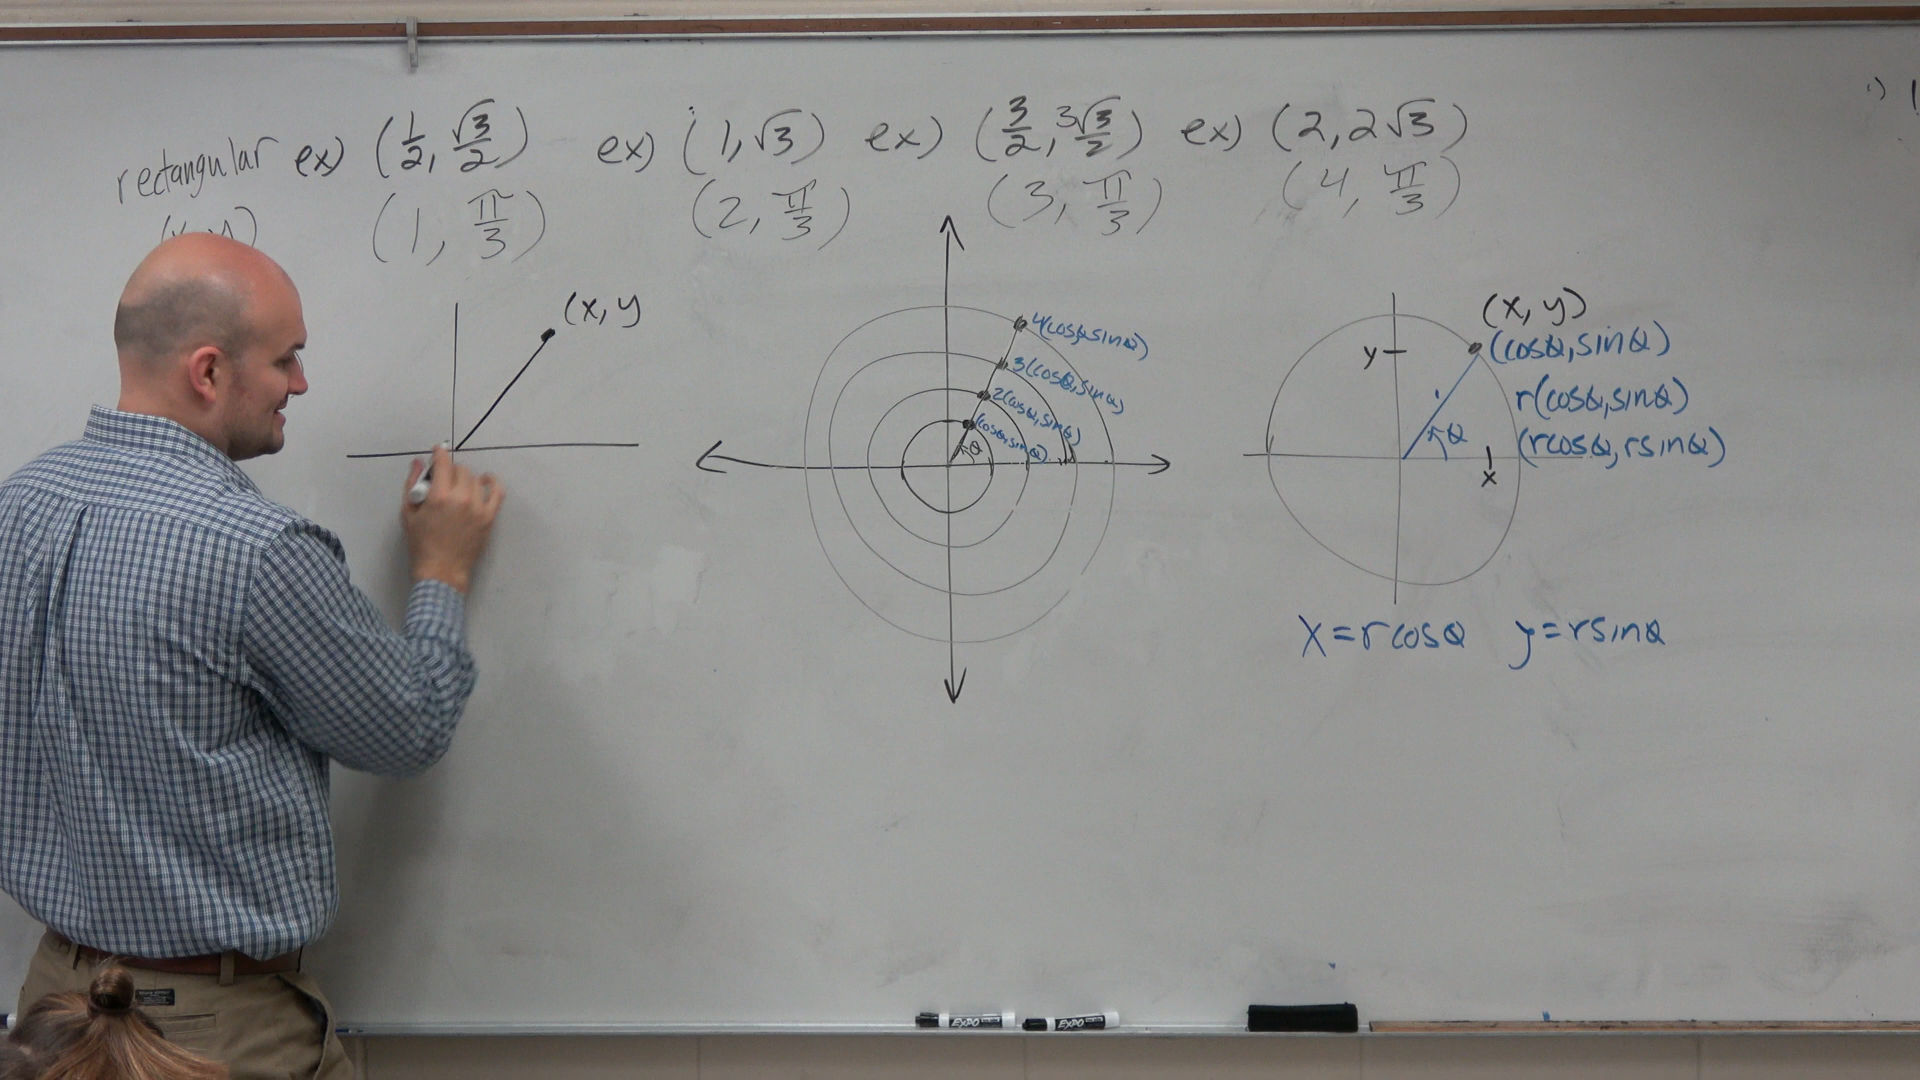 rectangular ex) (1/2, √3/2) ex) (1, √3) ex) (3/2, 3√3/2) ex) (2, 2√3)
(x, y) (1, π/3) (2, π/3) (3, π/3) (4, π/3)
(x, y
4(cosθ, sinθ)
3(cosθ, sinθ)
2(cosθ, sinθ)
(cosθ, sinθ)
θ
(x, y)
y
(cosθ, sinθ)
r(cosθ, sinθ)
(rcosθ, rsinθ)
θ
x
x=rcosθ y=rsinθ
EXPO EXPO